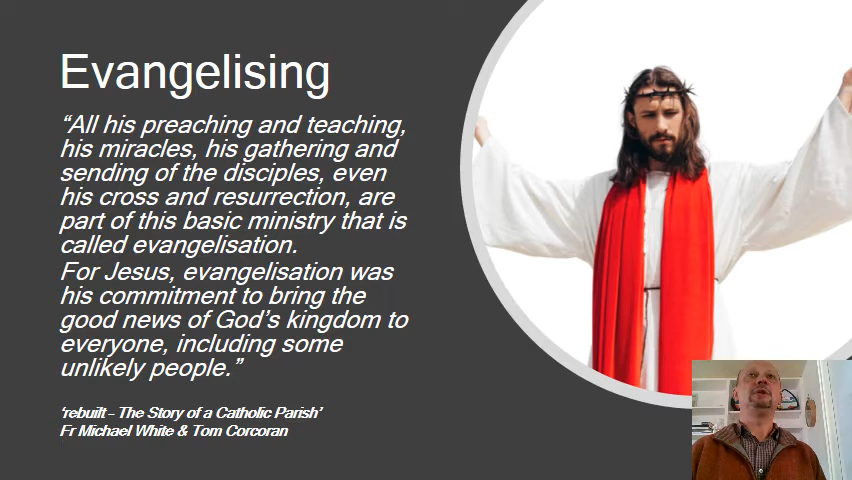 Evangelising
“All his preaching and teaching,
his miracles, his gathering and
sending of the disciples, even
his cross and resurrection, are
part of this basic ministry that is
called evangelisation.
For Jesus, evangelisation was
his commitment to bring the
good news of God’s kingdom to
everyone, including some
unlikely people.”
‘rebuilt - The Story of a Catholic Parish’
Fr Michael White & Tom Corcoran